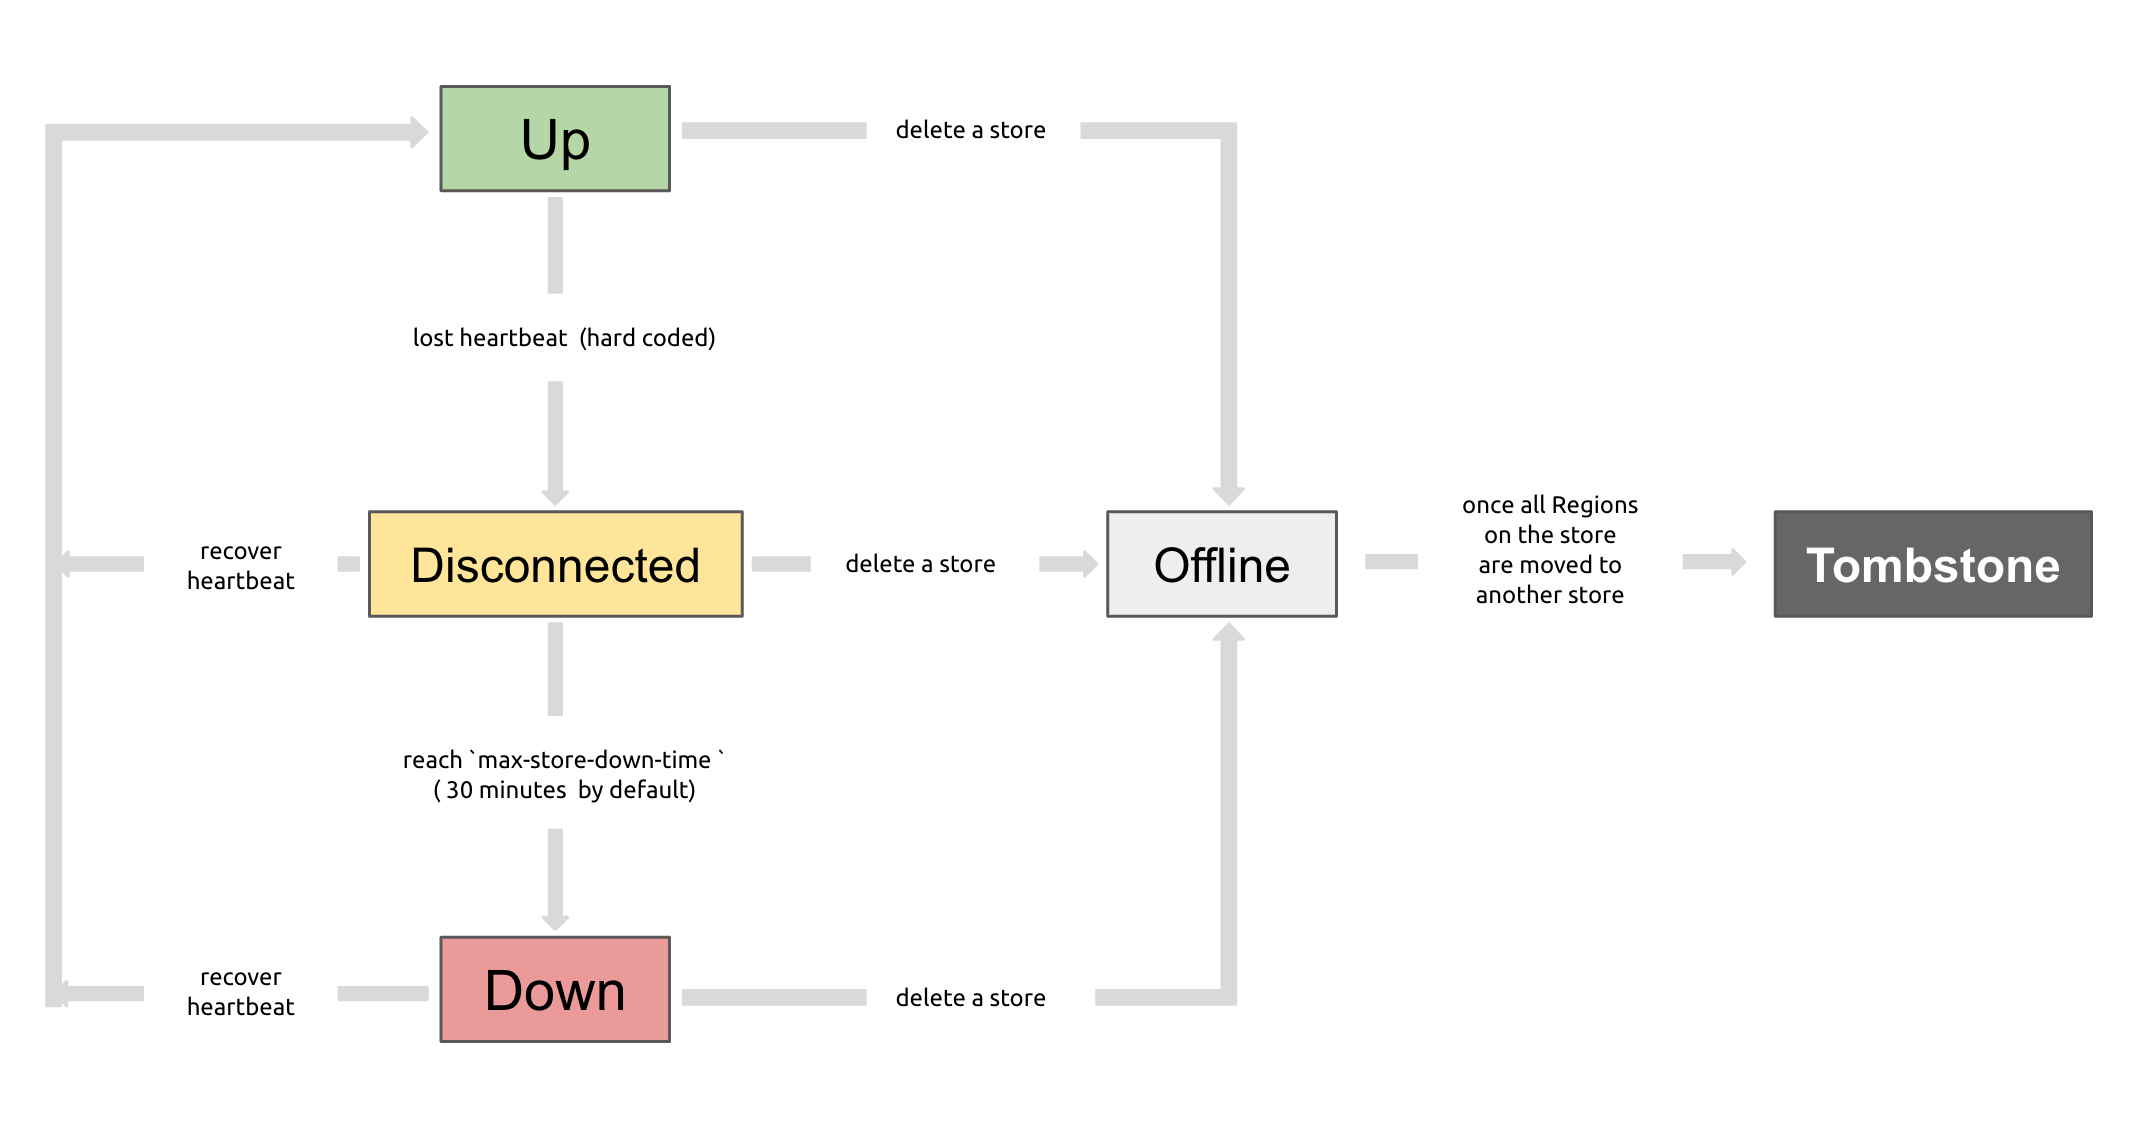 Up
delete a store
lost heartbeat  (hard coded)
recover
heartbeat
Disconnected
delete a store
Offline
once all Regions
on the store
are moved to
another store
Tombstone
reach `max-store-down-time `
( 30 minutes  by default)
recover
heartbeat
Down
delete a store